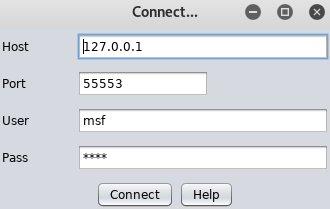 Connect...
Host 127.0.0.1
Port 55553
User msf
Pass ****
Connect Help